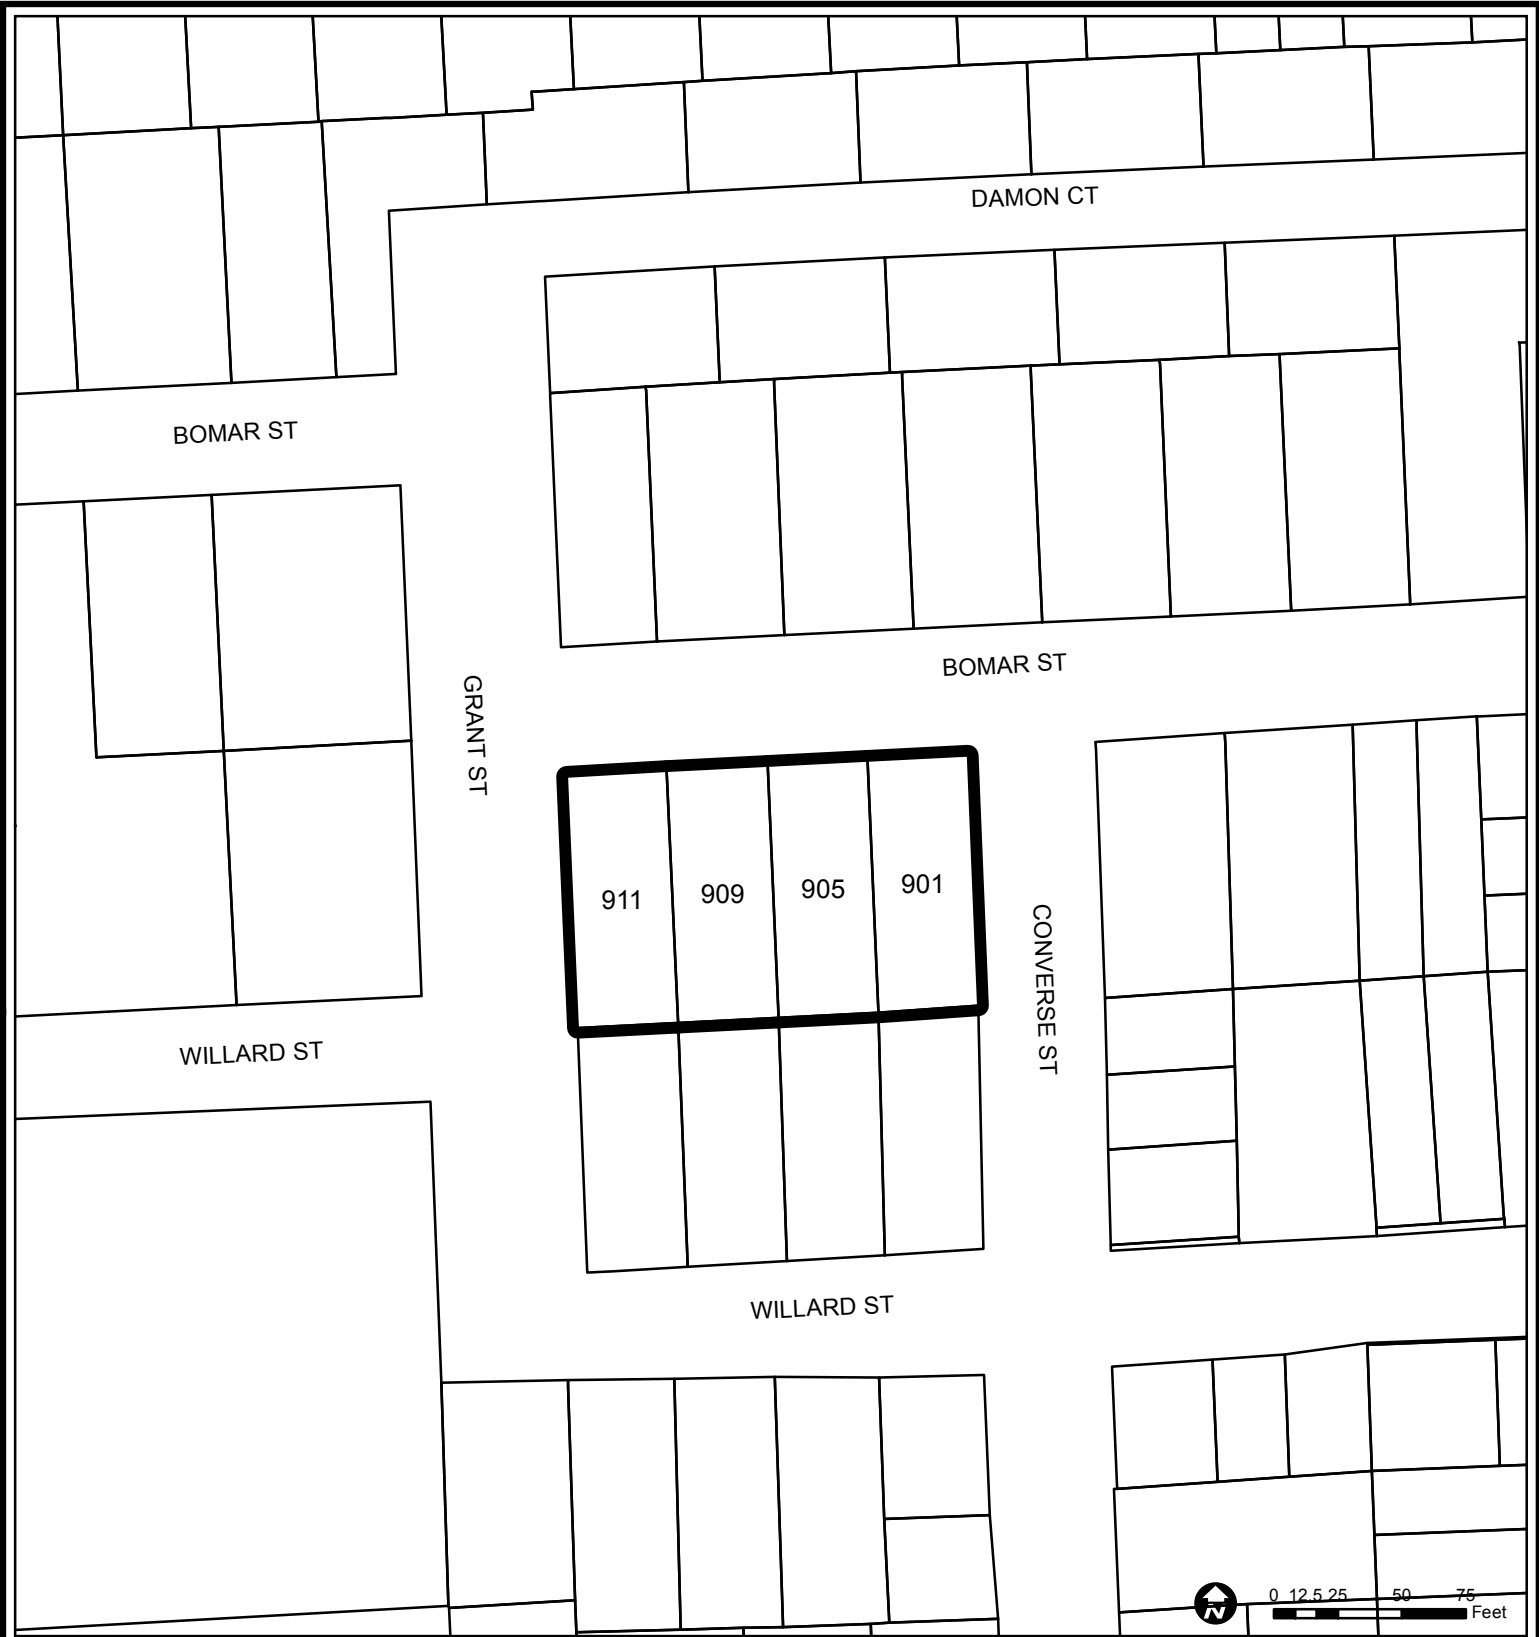 DAMON CT
BOMAR ST
BOMAR ST
GRANT ST
911
909
905
901
CONVERSE ST
WILLARD ST
WILLARD ST
N
0 12.5 25 50 75
Feet